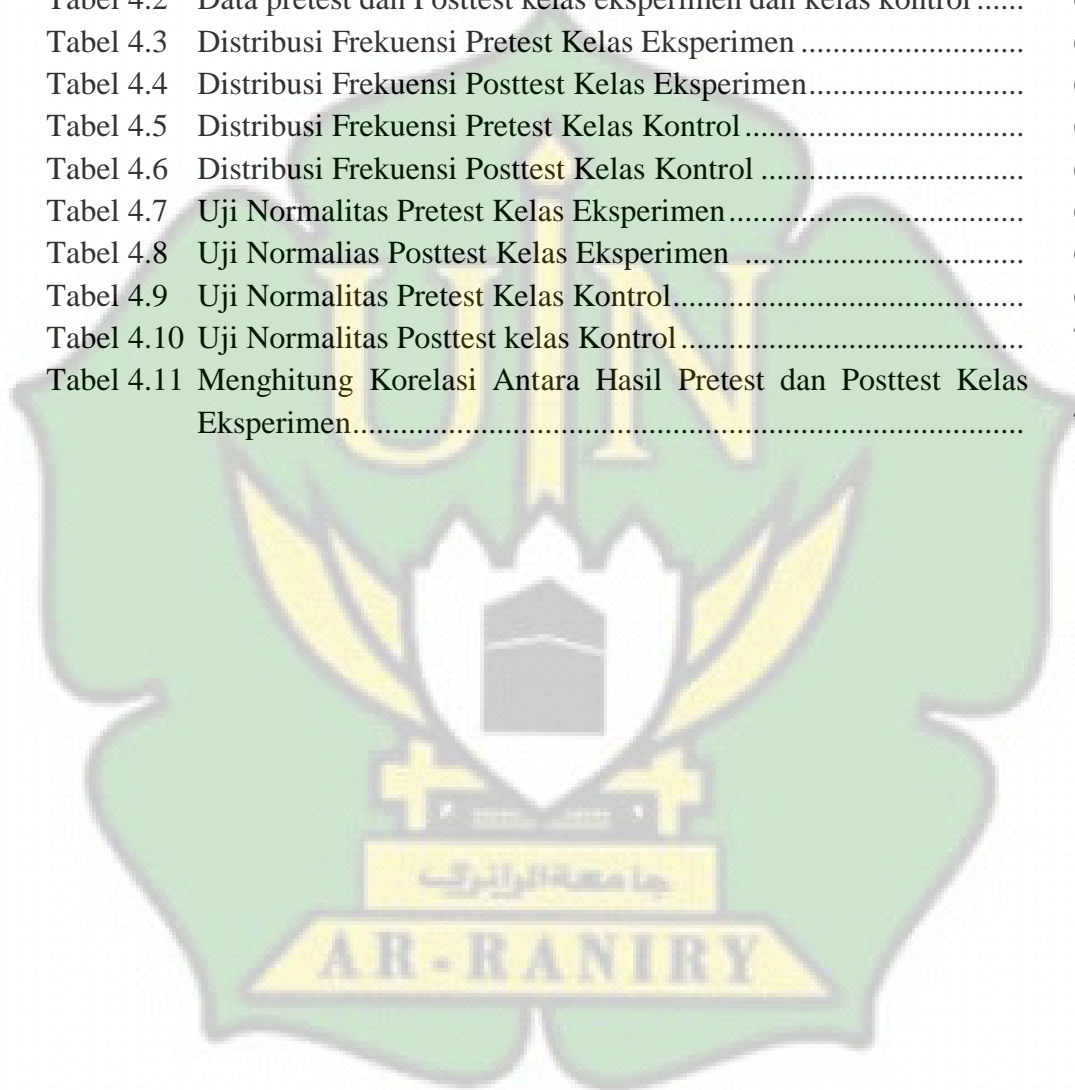 Tabel 4.2 Data pretest dan Posttest kelas eksperimen dan kelas kontrol ......
Tabel 4.3 Distribusi Frekuensi Pretest Kelas Eksperimen ..........................
Tabel 4.4 Distribusi Frekuensi Posttest Kelas Eksperimen.........................
Tabel 4.5 Distribusi Frekuensi Pretest Kelas Kontrol................................
Tabel 4.6 Distribusi Frekuensi Posttest Kelas Kontrol ..............................
Tabel 4.7 Uji Normalitas Pretest Kelas Eksperimen..................................
Tabel 4.8 Uji Normalias Posttest Kelas Eksperimen ................................
Tabel 4.9 Uji Normalitas Pretest Kelas Kontrol........................................
Tabel 4.10 Uji Normalitas Posttest kelas Kontrol.......................................
Tabel 4.11 Menghitung Korelasi Antara Hasil Pretest dan Posttest Kelas
Eksperimen..............................................................................
UIN
جامعة الرانري
AR-RANIRY